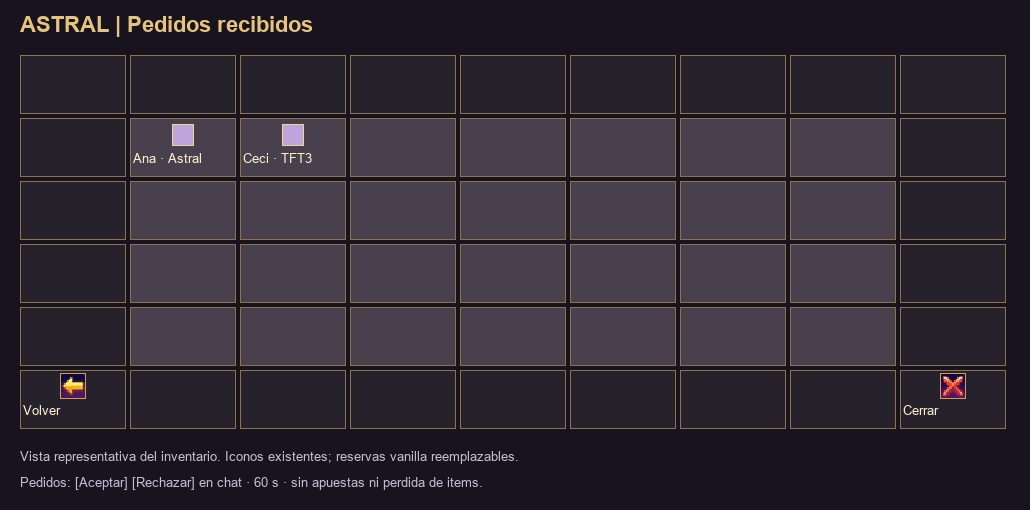 ASTRAL | Pedidos recibidos
Ana · Astral
Ceci · TFT3
Volver
Cerrar
Vista representativa del inventario. Iconos existentes; reservas vanilla reemplazables.
Pedidos: [Aceptar] [Rechazar] en chat · 60 s · sin apuestas ni perdida de items.